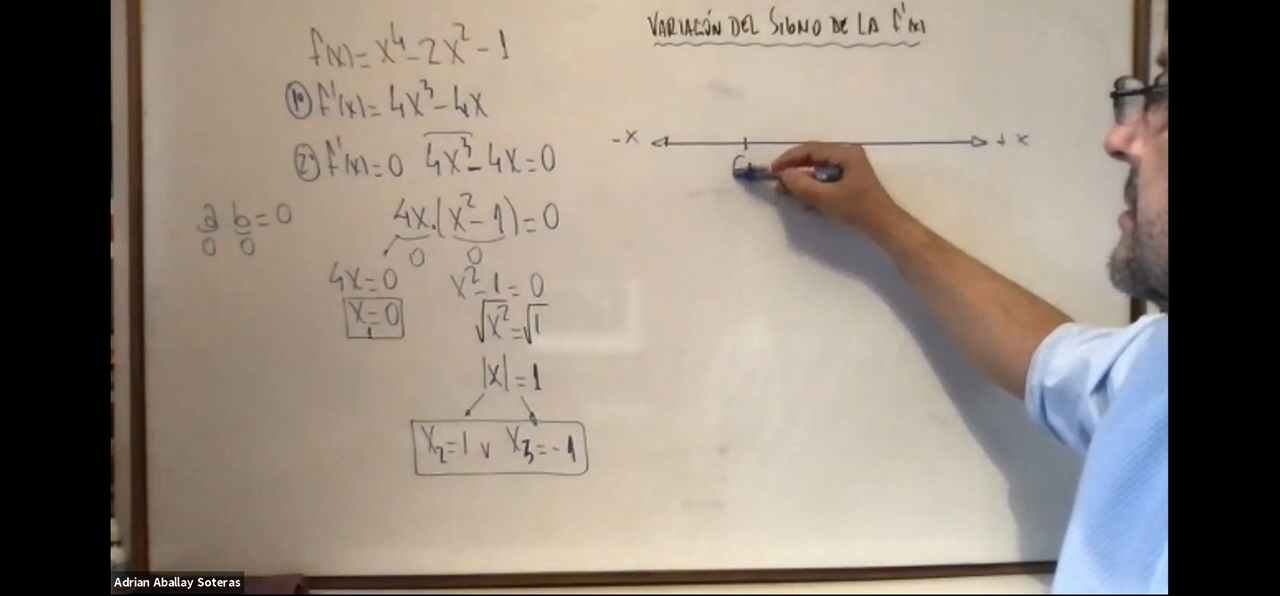 f(x)= x⁴ - 2x² - 1
① f'(x)= 4x³ - 4x
② f'(x)=0 4x³ - 4x = 0
a b = 0
0 0
4x.(x² - 1) = 0
0 0
4x=0 x² - 1 = 0
x₁=0 √x² = √1
|x| = 1
x₂=1 v x₃=-1
VARIACIÓN DEL SIGNO DE LA f'(x)
-x + x
Adrian Aballay Soteras